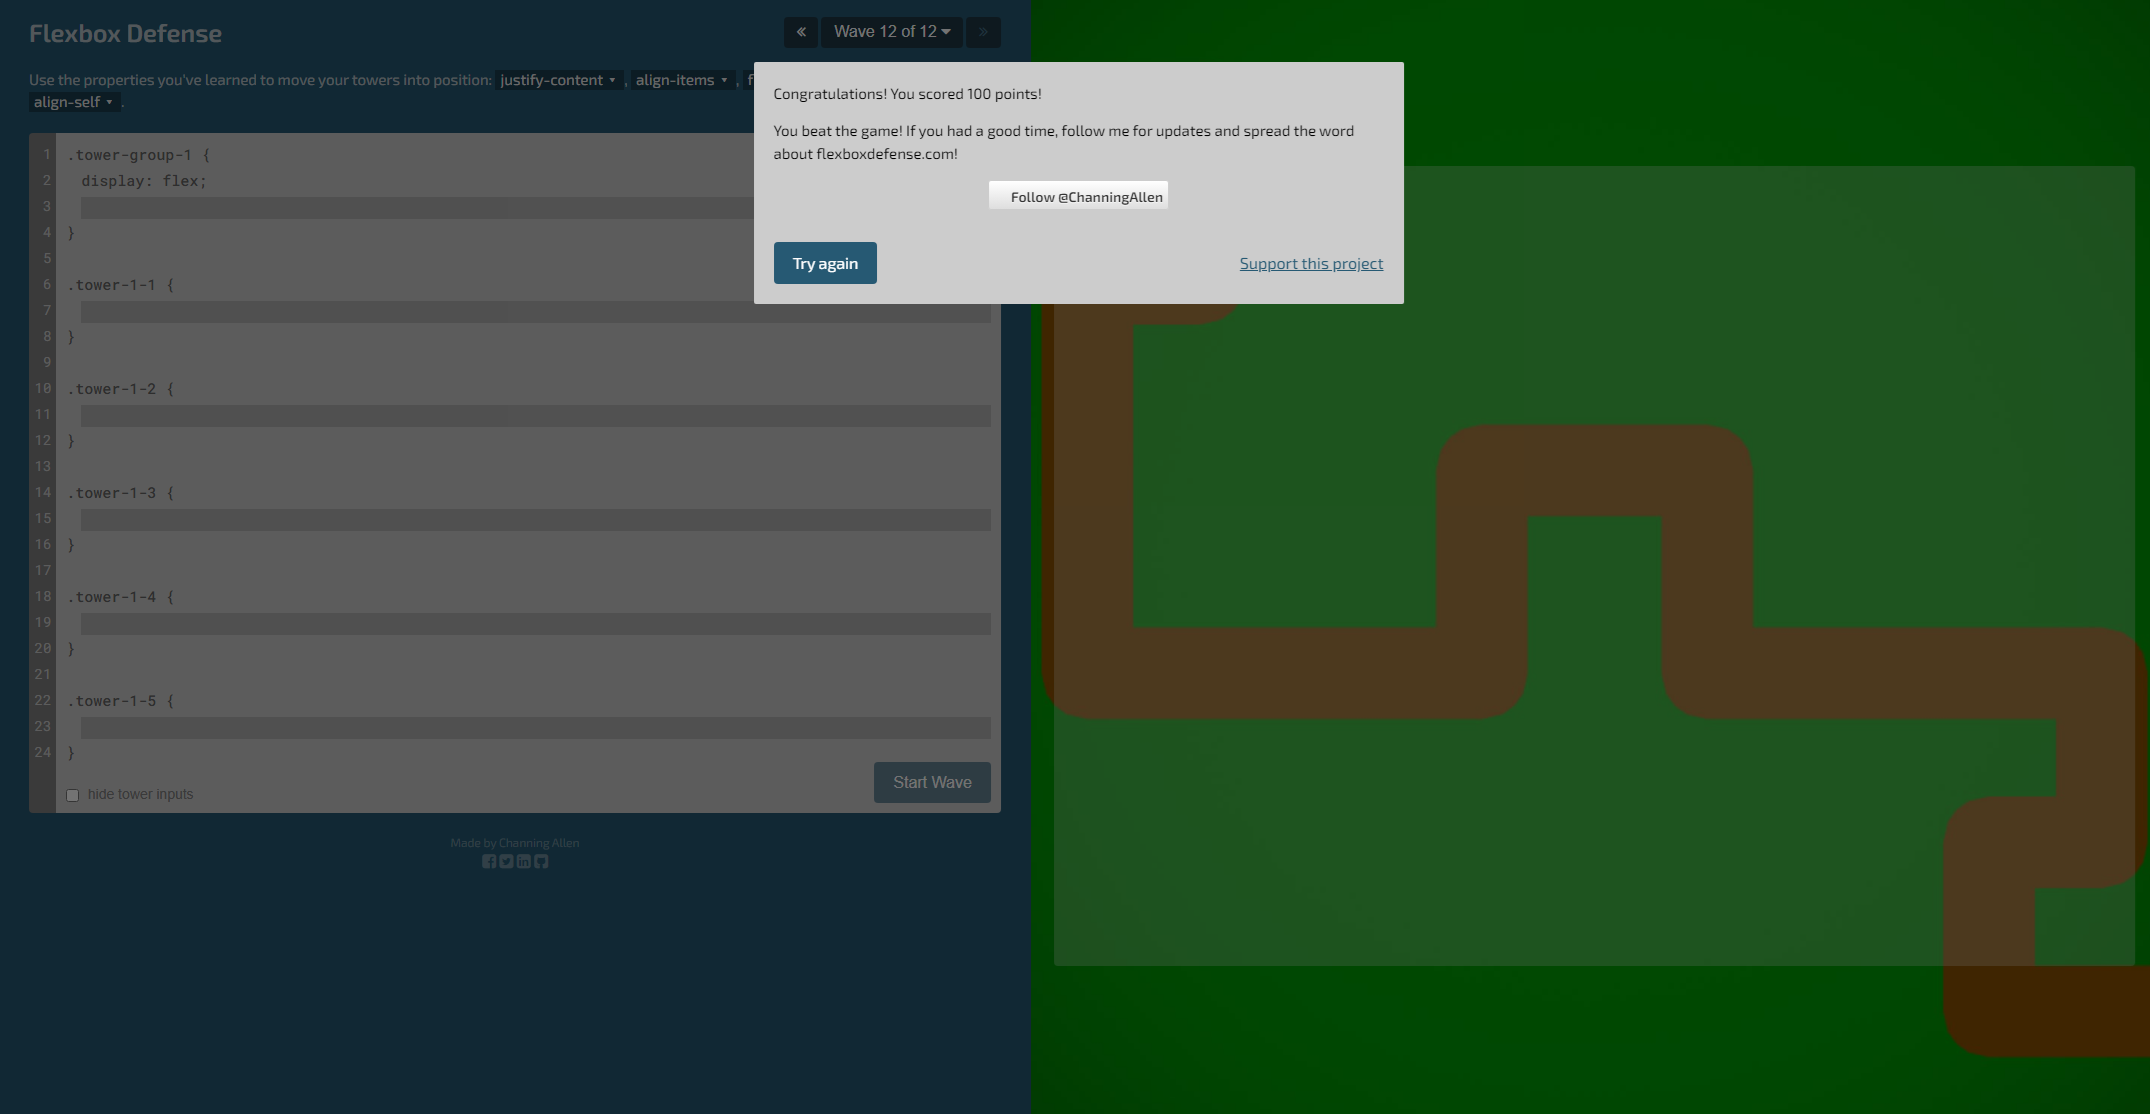 Flexbox Defense
«
Wave 12 of 12
»
Use the properties you've learned to move your towers into position: justify-content , align-items , f
align-self .
Congratulations! You scored 100 points!
You beat the game! If you had a good time, follow me for updates and spread the word
about flexboxdefense.com!
Follow @ChanningAllen
Try again
Support this project
1 .tower-group-1 {
2 display: flex;
3
4 }
5
6 .tower-1-1 {
7
8 }
9
10 .tower-1-2 {
11
12 }
13
14 .tower-1-3 {
15
16 }
17
18 .tower-1-4 {
19
20 }
21
22 .tower-1-5 {
23
24 }
hide tower inputs
Start Wave
Made by Channing Allen